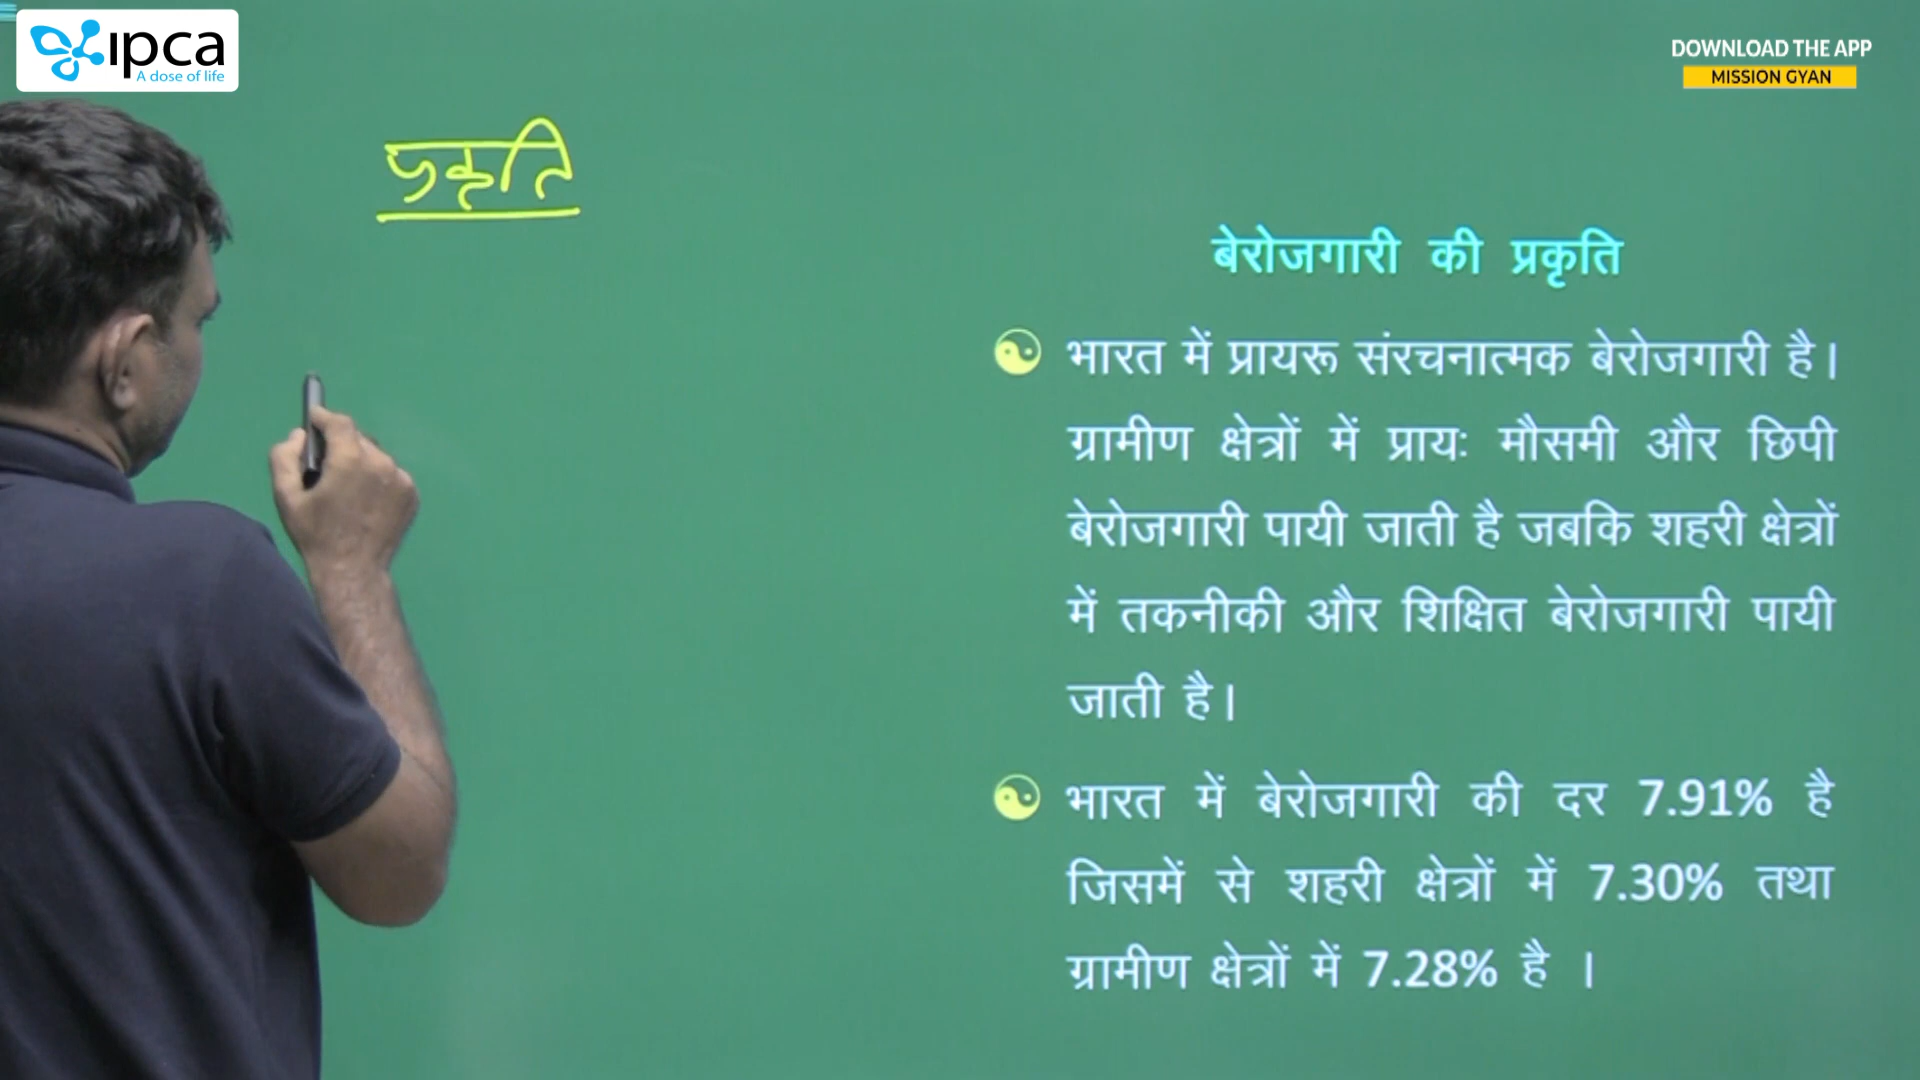 ipca
A dose of life
DOWNLOAD THE APP
MISSION GYAN
प्रकृति
बेरोजगारी की प्रकृति
भारत में प्रायरू संरचनात्मक बेरोजगारी है।
ग्रामीण क्षेत्रों में प्रायः मौसमी और छिपी
बेरोजगारी पायी जाती है जबकि शहरी क्षेत्रों
में तकनीकी और शिक्षित बेरोजगारी पायी
जाती है।
भारत में बेरोजगारी की दर 7.91% है
जिसमें से शहरी क्षेत्रों में 7.30% तथा
ग्रामीण क्षेत्रों में 7.28% है ।